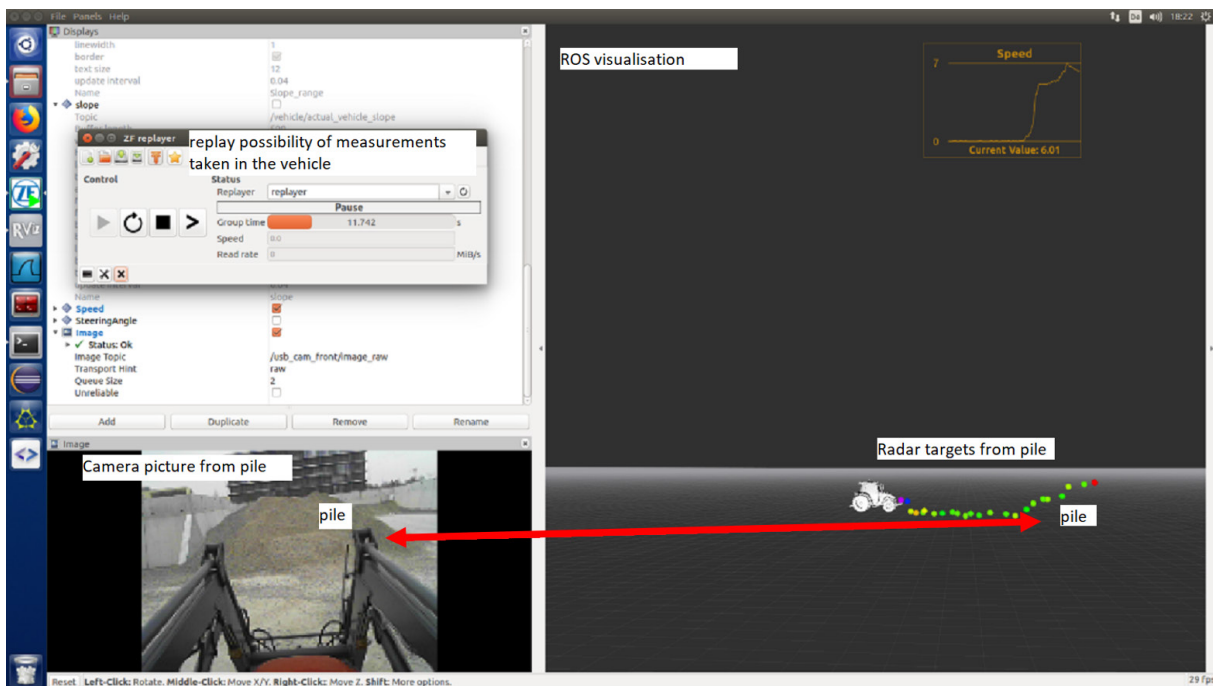 File Panels Help
De 18:22
Displays
linewidth 1
border
text size 12
update interval 0.04
Name Slope_range
slope
Topic /vehicle/actual_vehicle_slope
ZF replayer
replay possibility of measurements
taken in the vehicle
Control Status
Replayer replayer
Pause
Group time 11.742 s
Speed 0.0
Read rate 0 MiB/s
Name slope
Speed
SteeringAngle
Image
Status: Ok
Image Topic /usb_cam_front/image_raw
Transport Hint raw
Queue Size 2
Unreliable
Add Duplicate Remove Rename
Image
Camera picture from pile
pile
ROS visualisation
Speed
7
0
Current Value: 6.01
Radar targets from pile
pile
Reset Left-Click: Rotate. Middle-Click: Move X/Y. Right-Click: Move Z. Shift: More options.
29 fps